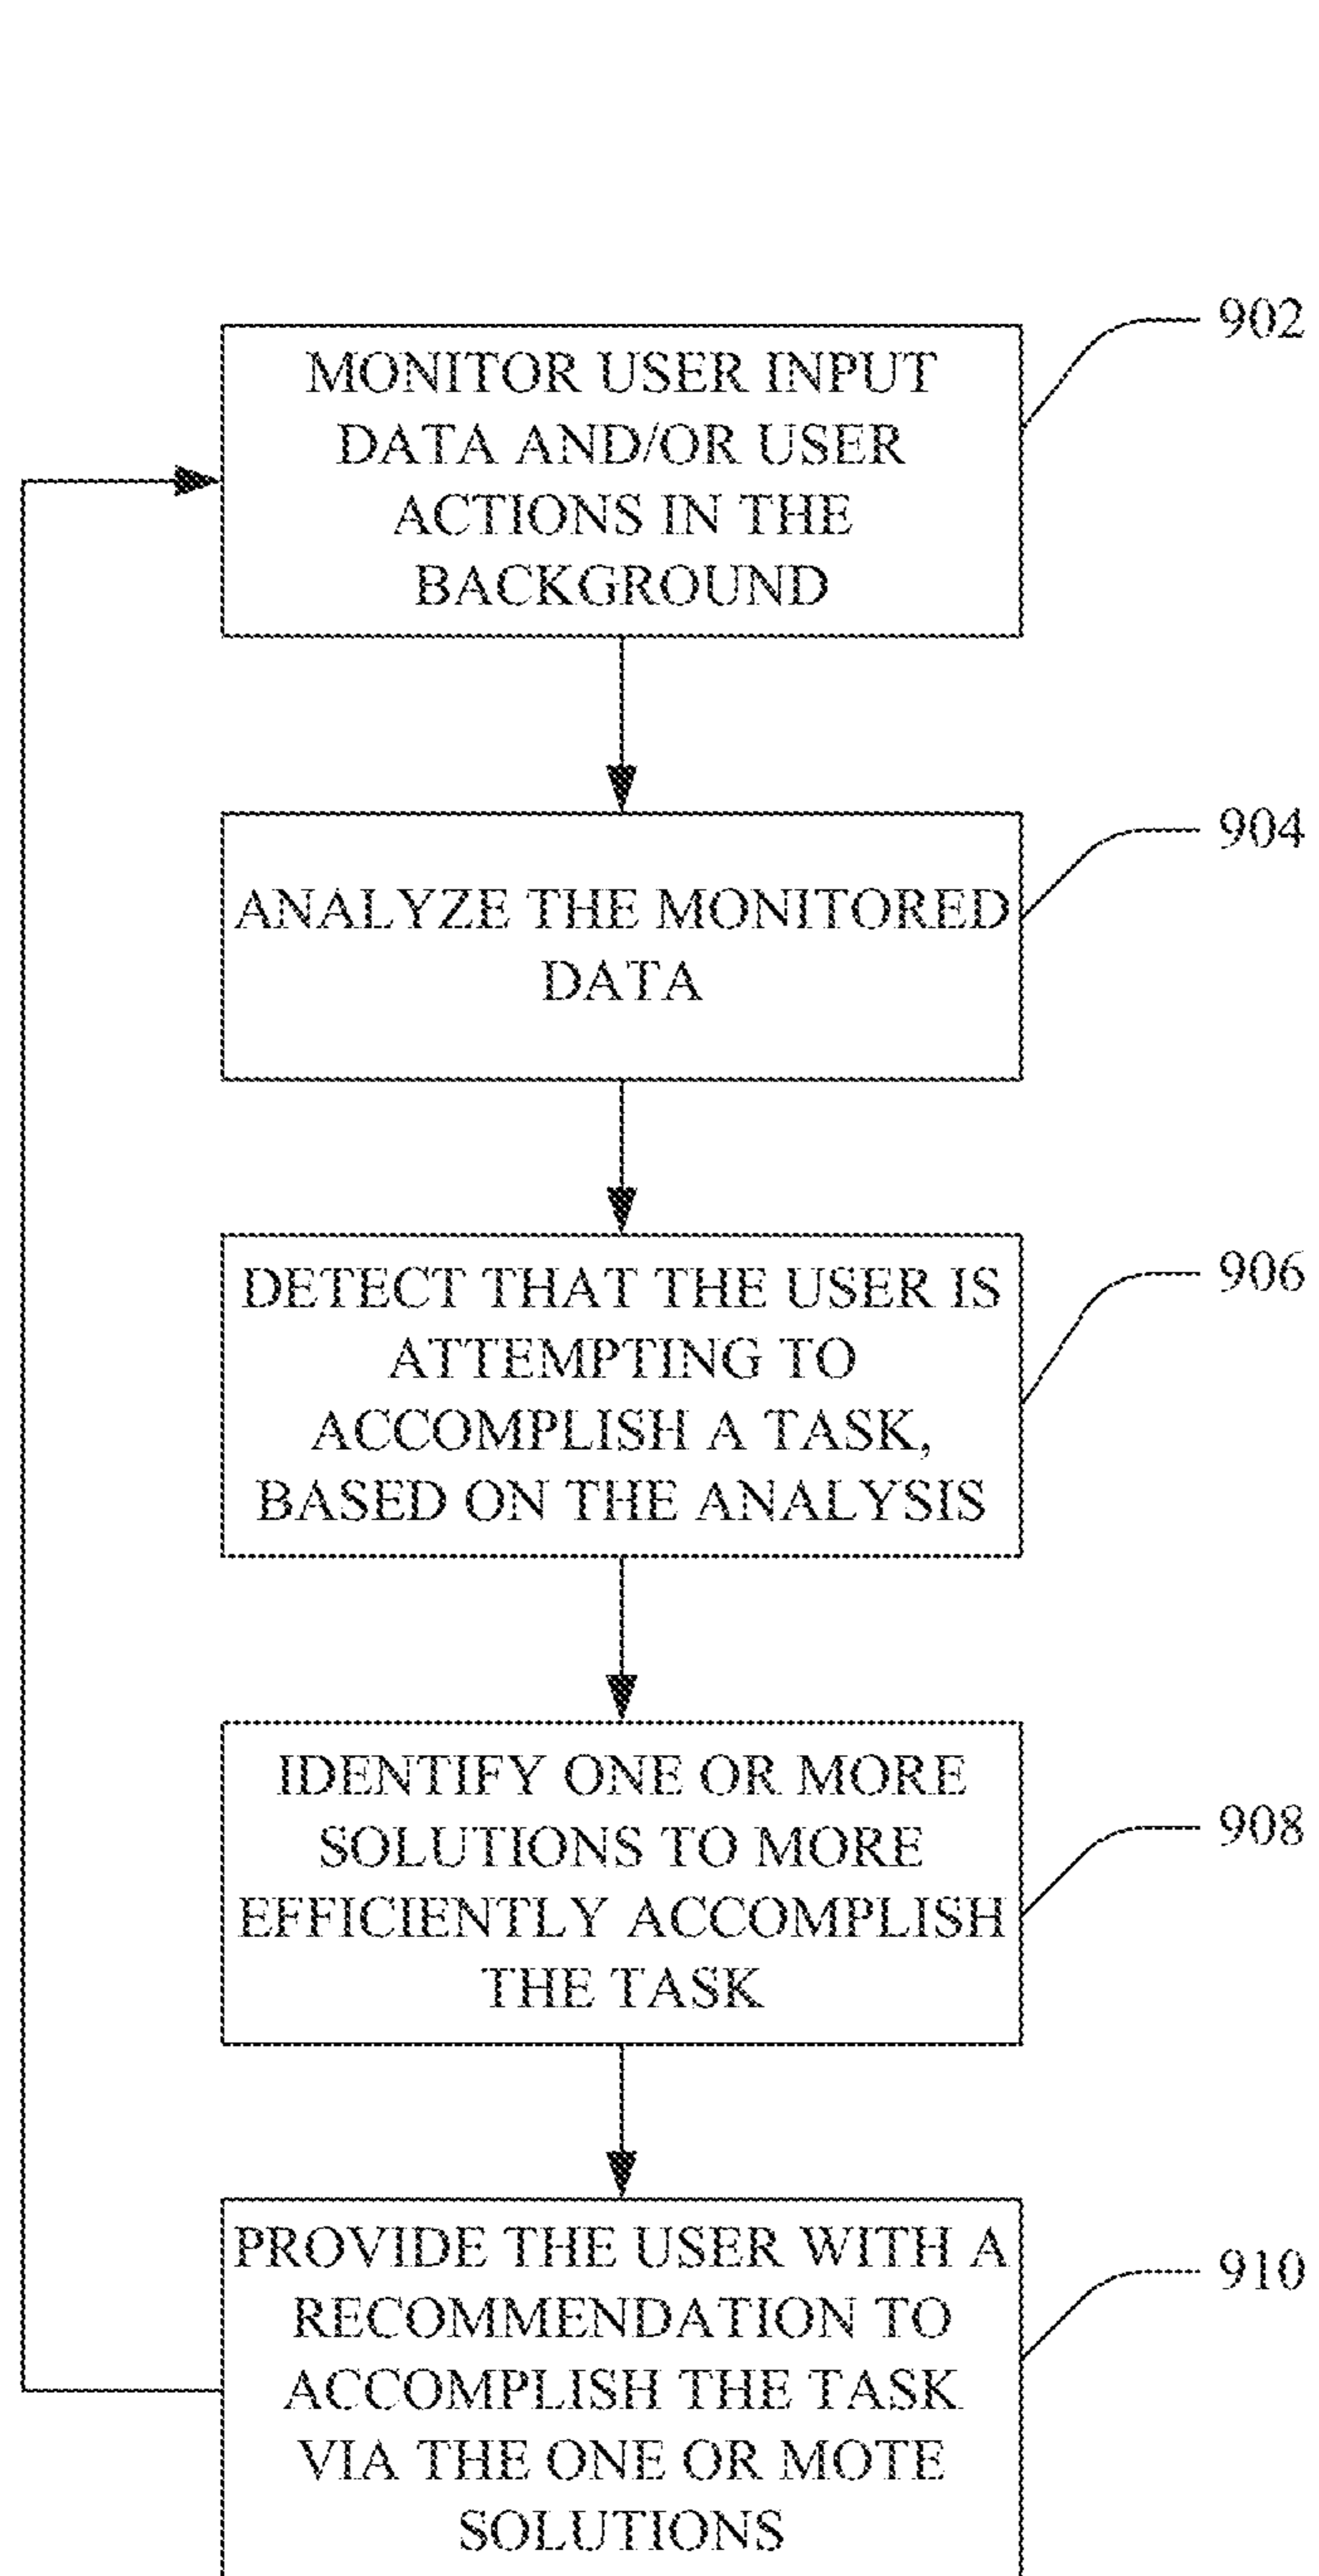 902
MONITOR USER INPUT
DATA AND/OR USER
ACTIONS IN THE
BACKGROUND
904
ANALYZE THE MONITORED
DATA
906
DETECT THAT THE USER IS
ATTEMPTING TO
ACCOMPLISH A TASK,
BASED ON THE ANALYSIS
908
IDENTIFY ONE OR MORE
SOLUTIONS TO MORE
EFFICIENTLY ACCOMPLISH
THE TASK
910
PROVIDE THE USER WITH A
RECOMMENDATION TO
ACCOMPLISH THE TASK
VIA THE ONE OR MOTE
SOLUTIONS